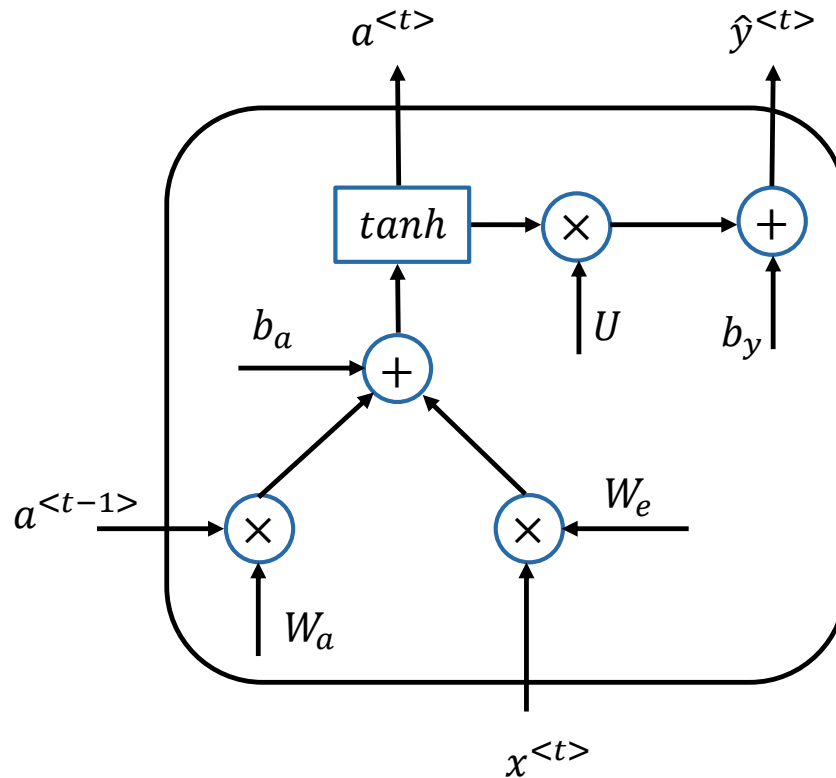 a^{<t>} ŷ^{<t>}
tanh × +
b_a U b_y
+
a^{<t−1>} × × W_e
W_a
x^{<t>}